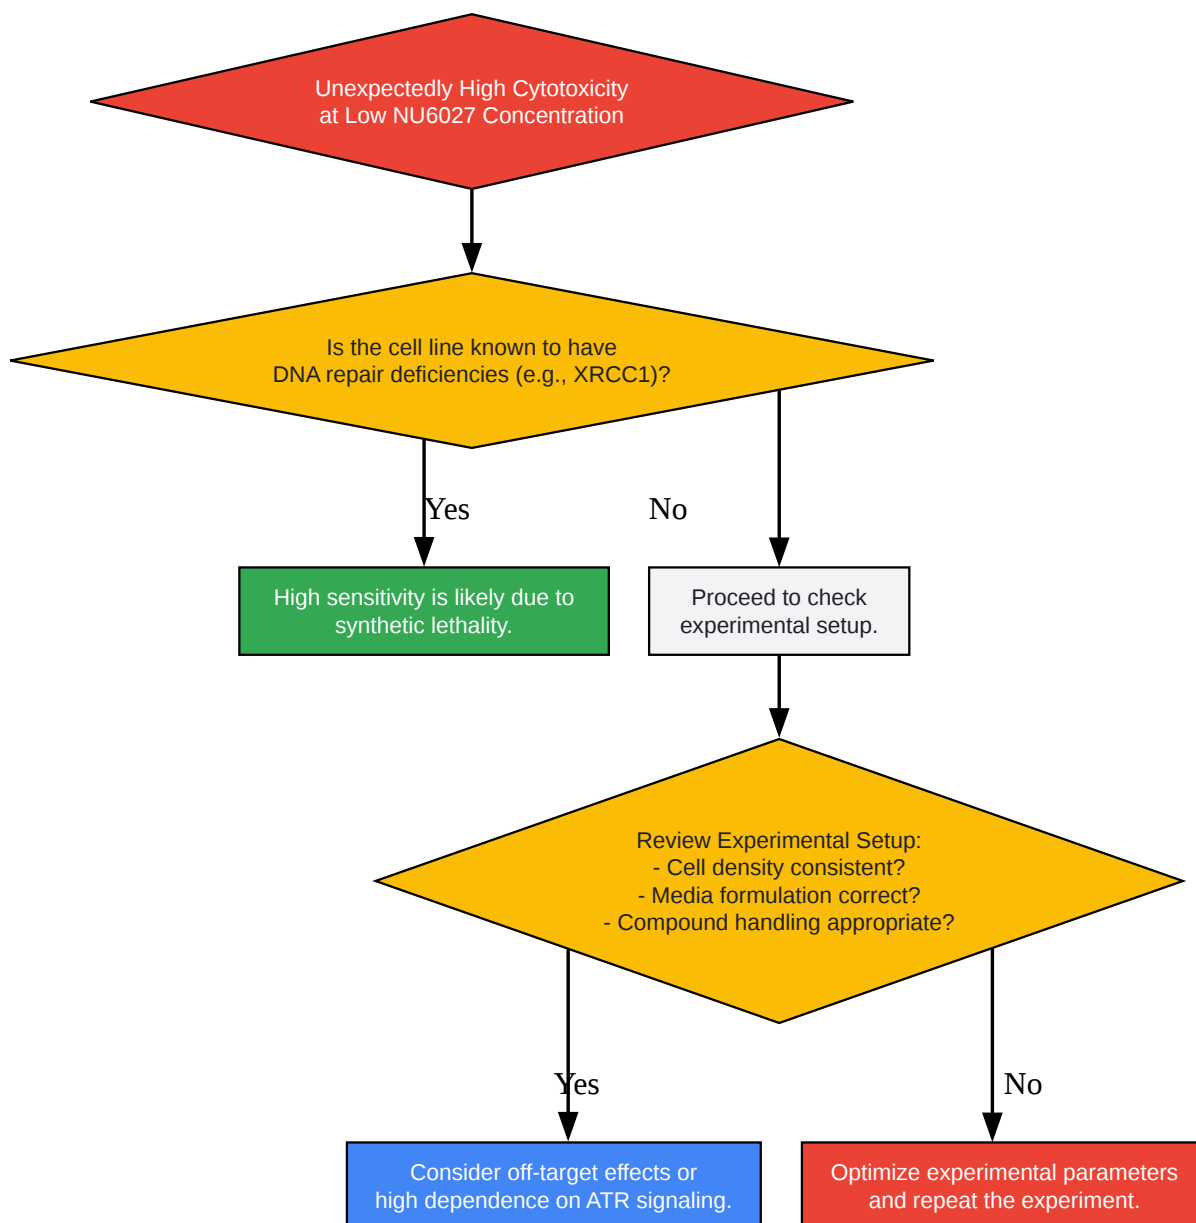 Unexpectedly High Cytotoxicity
at Low NU6027 Concentration
Is the cell line known to have
DNA repair deficiencies (e.g., XRCC1)?
Yes
No
High sensitivity is likely due to
synthetic lethality.
Proceed to check
experimental setup.
Review Experimental Setup:
- Cell density consistent?
- Media formulation correct?
- Compound handling appropriate?
Yes
No
Consider off-target effects or
high dependence on ATR signaling.
Optimize experimental parameters
and repeat the experiment.